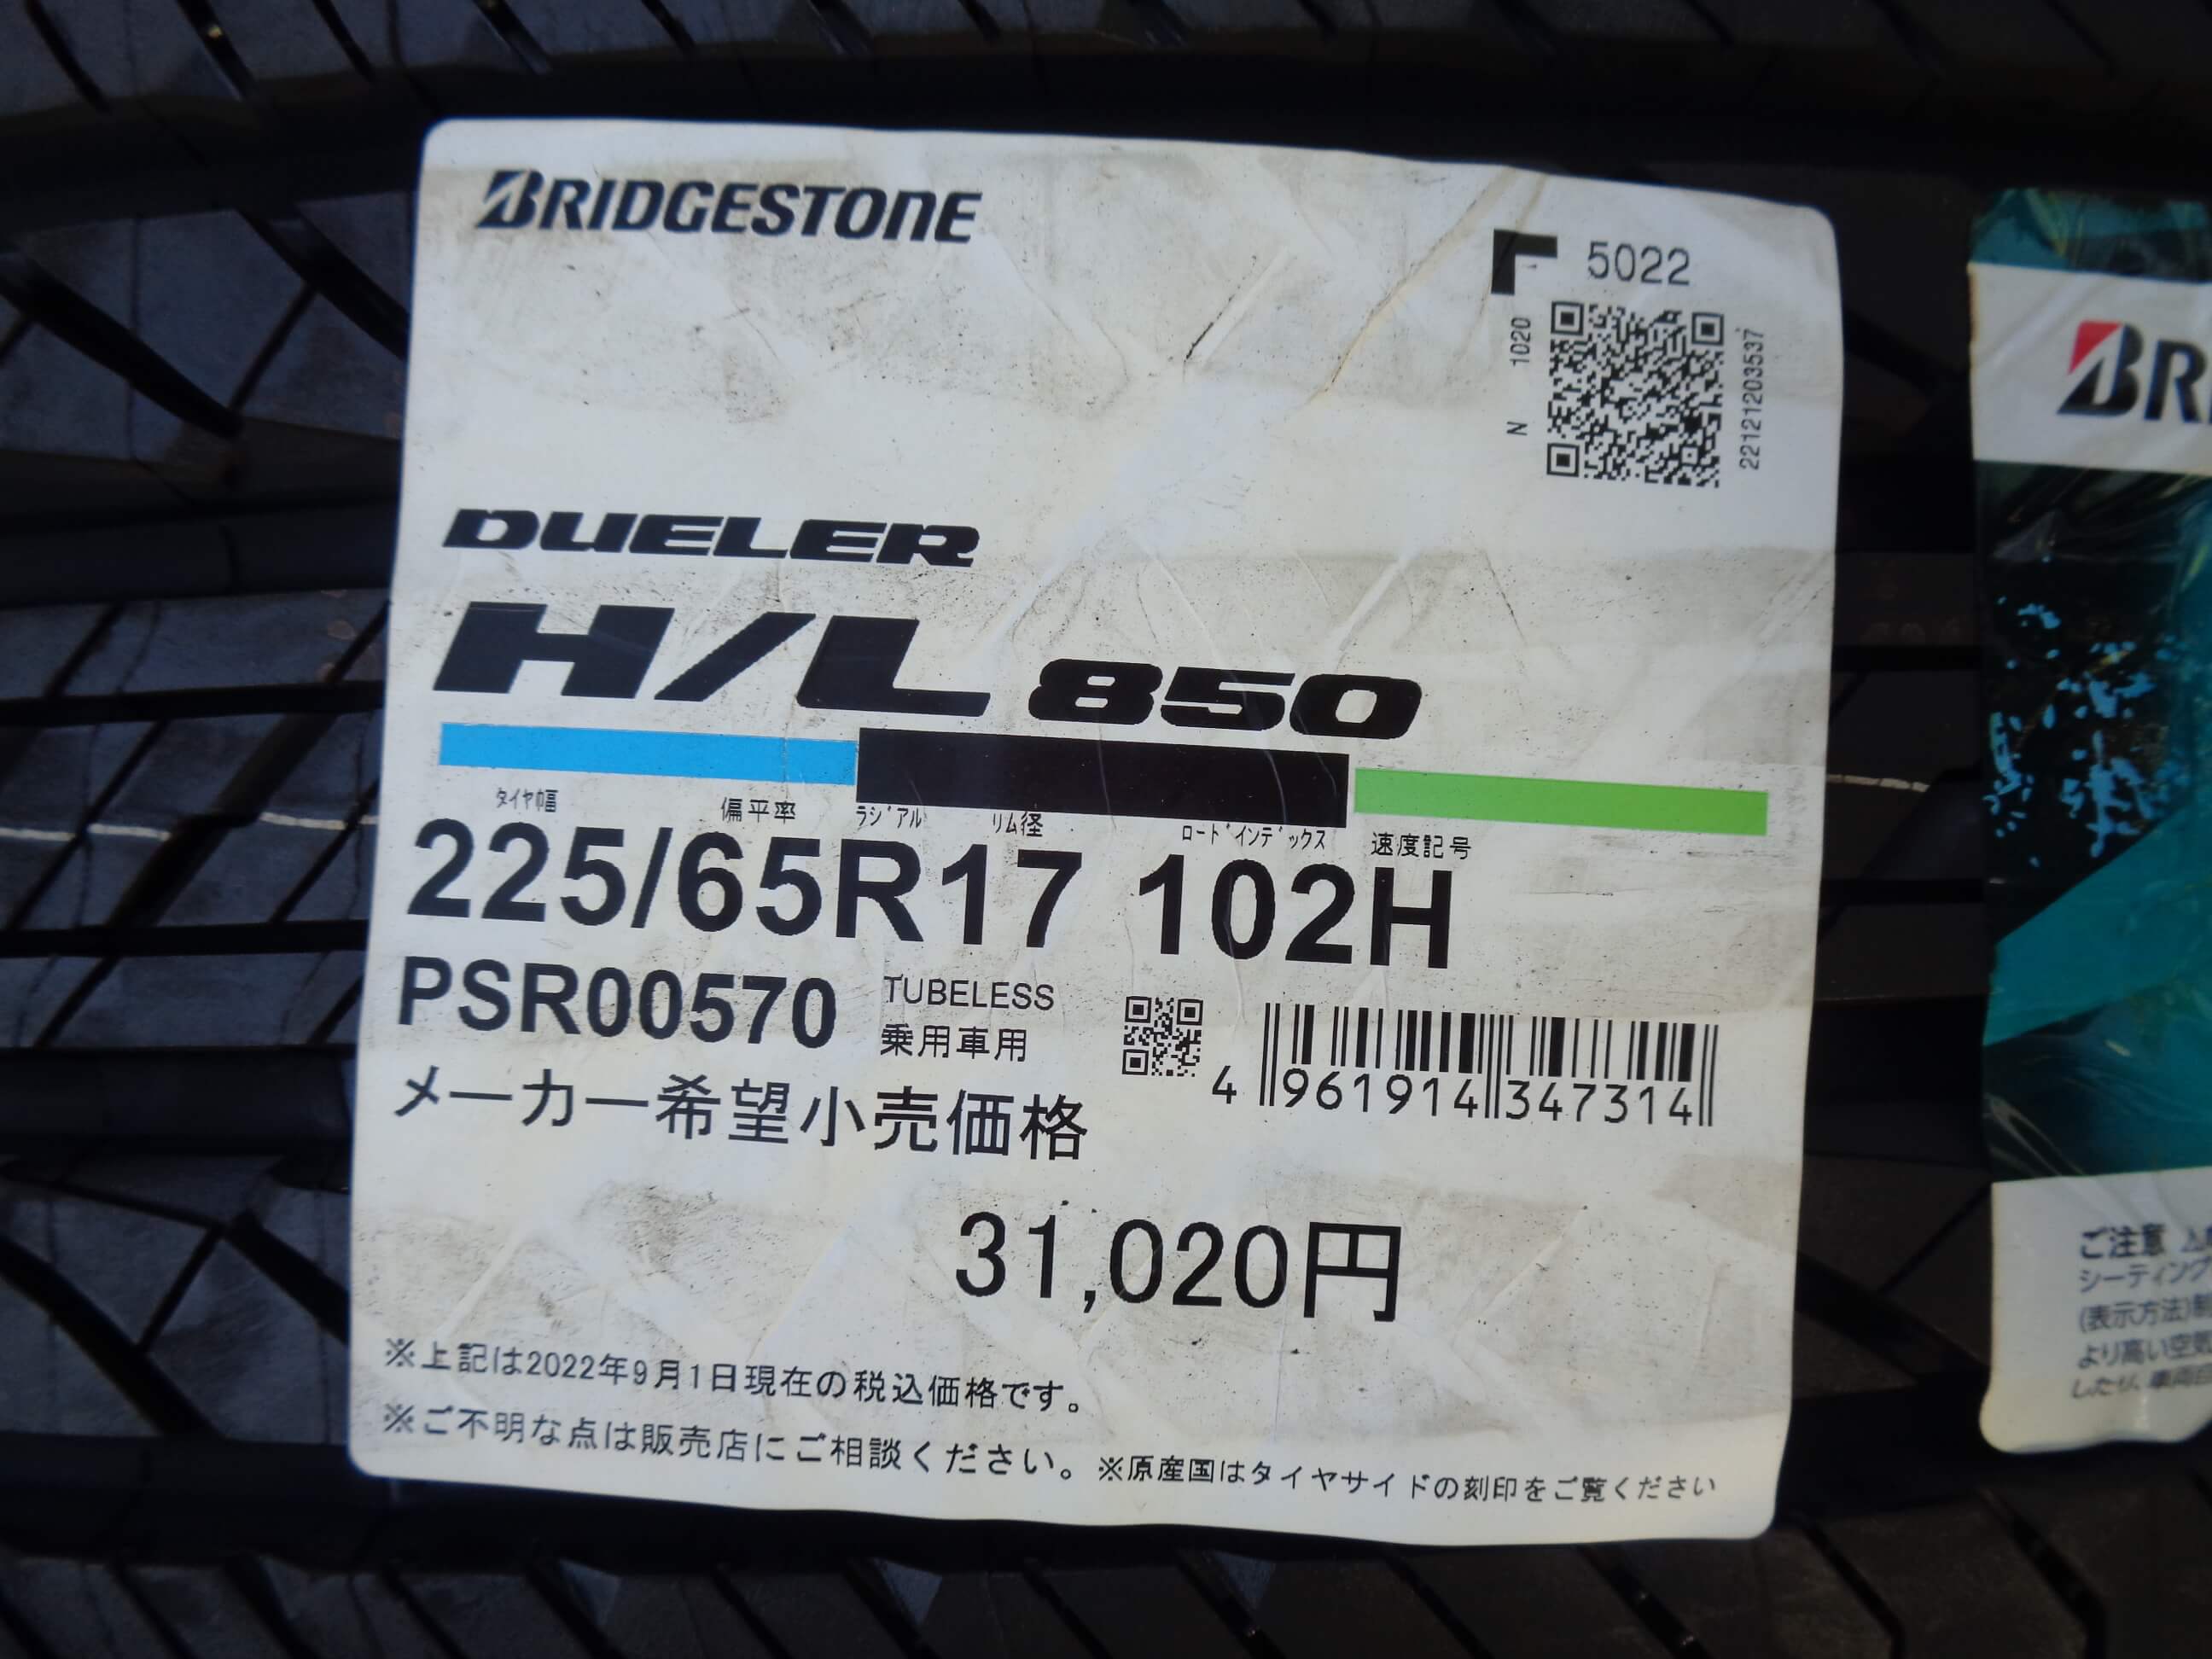 BRIDGESTONE
5022
N 1020
2212121203537
DUELER
H/L 850
タイヤ幅 偏平率 ラジアル リム径 ロードインデックス 速度記号
225/65R17 102H
PSR00570
TUBELESS
乗用車用
4 961914 347314
メーカー希望小売価格
31,020円
※上記は2022年9月1日現在の税込価格です。
※ご不明な点は販売店にご相談ください。※原産国はタイヤサイドの刻印をご覧ください
BR
ご注意
シーティング
(表示方法)
より高い空気
したり、車両